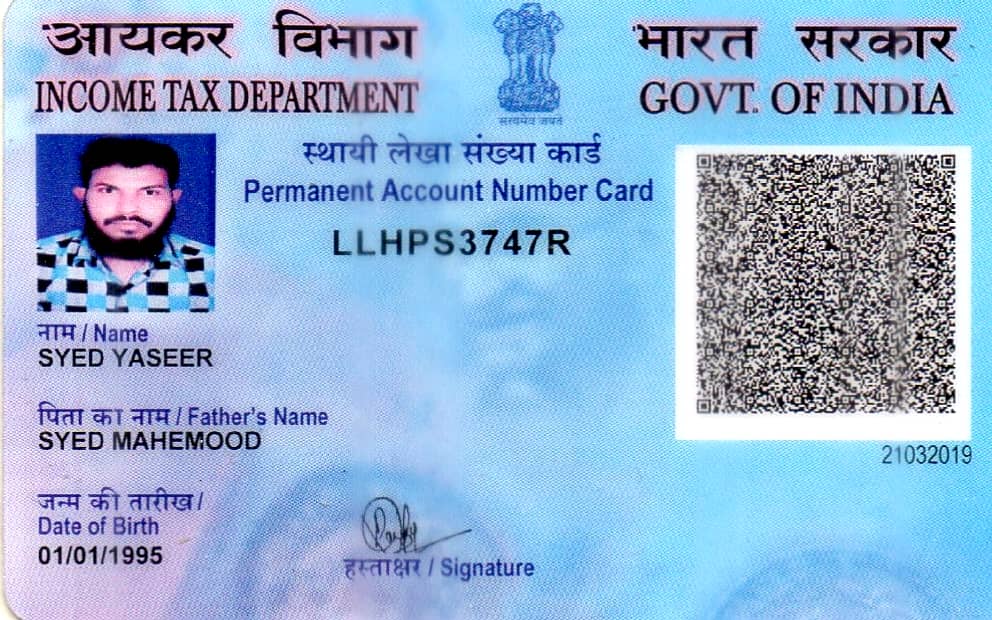 आयकर विभाग
INCOME TAX DEPARTMENT
सत्यमेव जयते
भारत सरकार
GOVT. OF INDIA
स्थायी लेखा संख्या कार्ड
Permanent Account Number Card
LLHPS3747R
नाम / Name
SYED YASEER
पिता का नाम / Father's Name
SYED MAHEMOOD
जन्म की तारीख /
Date of Birth
01/01/1995
हस्ताक्षर / Signature
21032019